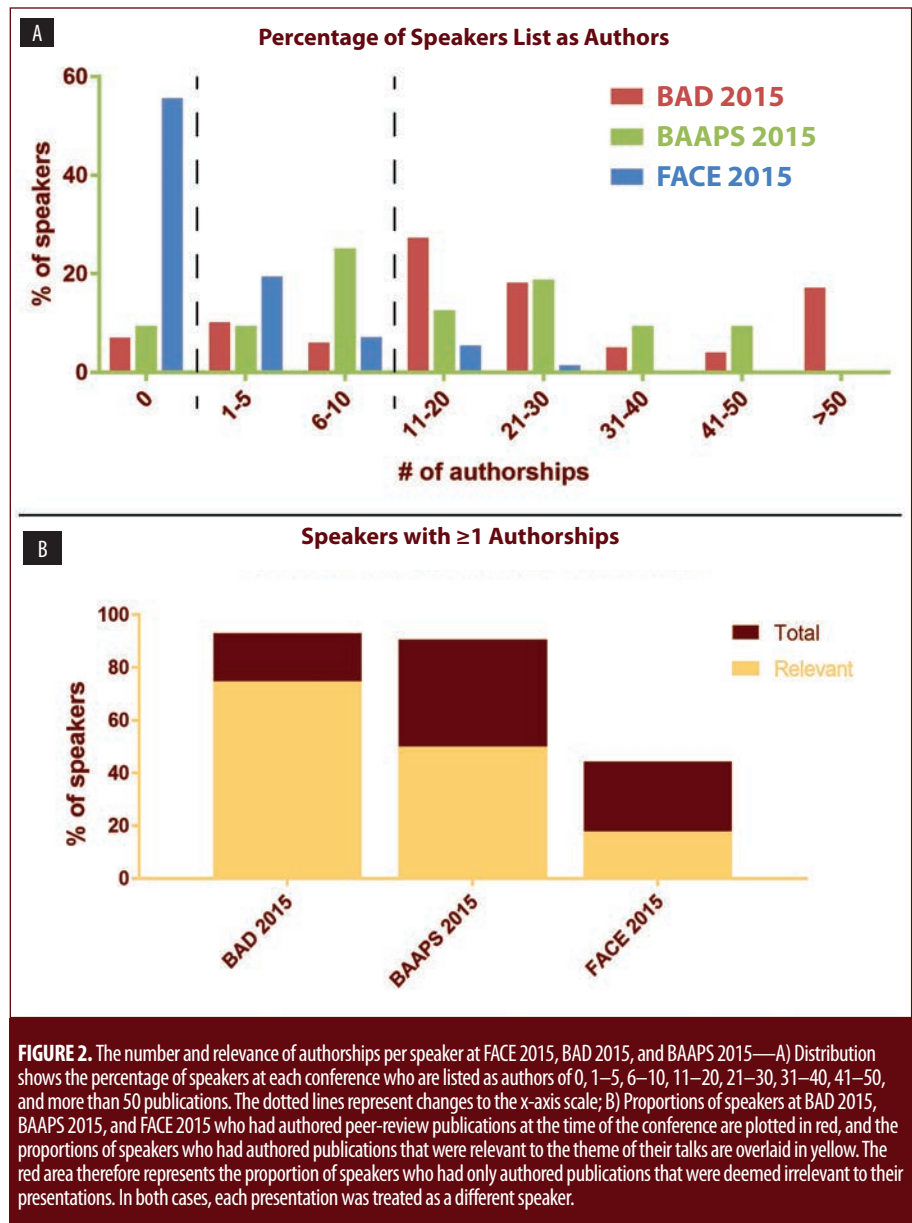 A
Percentage of Speakers List as Authors
60
40
20
0
% of speakers
BAD 2015
BAAPS 2015
FACE 2015
0
1-5
6-10
11-20
21-30
31-40
41-50
>50
# of authorships
B
Speakers with ≥1 Authorships
100
80
60
40
20
0
% of speakers
Total
Relevant
BAD 2015
BAAPS 2015
FACE 2015
FIGURE 2. The number and relevance of authorships per speaker at FACE 2015, BAD 2015, and BAAPS 2015—A) Distribution
shows the percentage of speakers at each conference who are listed as authors of 0, 1–5, 6–10, 11–20, 21–30, 31–40, 41–50,
and more than 50 publications. The dotted lines represent changes to the x-axis scale; B) Proportions of speakers at BAD 2015,
BAAPS 2015, and FACE 2015 who had authored peer-review publications at the time of the conference are plotted in red, and the
proportions of speakers who had authored publications that were relevant to the theme of their talks are overlaid in yellow. The
red area therefore represents the proportion of speakers who had only authored publications that were deemed irrelevant to their
presentations. In both cases, each presentation was treated as a different speaker.